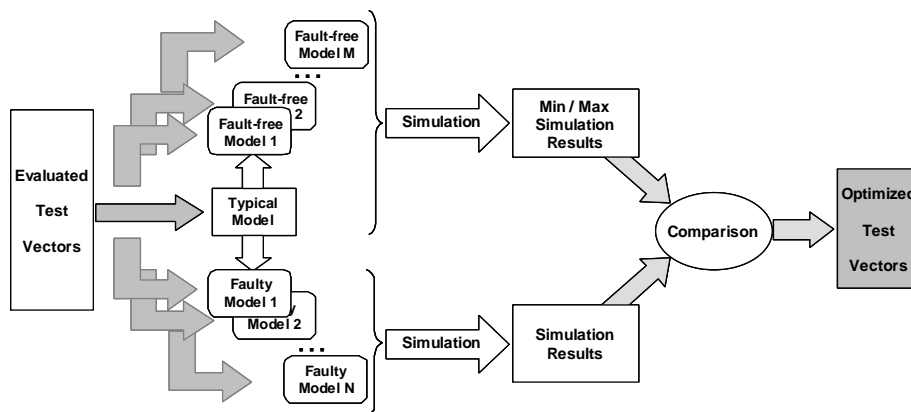 Fault-free
Model M
...
Fault-free
2
Fault-free
Model 1
Simulation
Min / Max
Simulation
Results
Evaluated
Test
Vectors
Typical
Model
Comparison
Optimized
Test
Vectors
Faulty
Model 1
Model 2
...
Faulty
Model N
Simulation
Simulation
Results